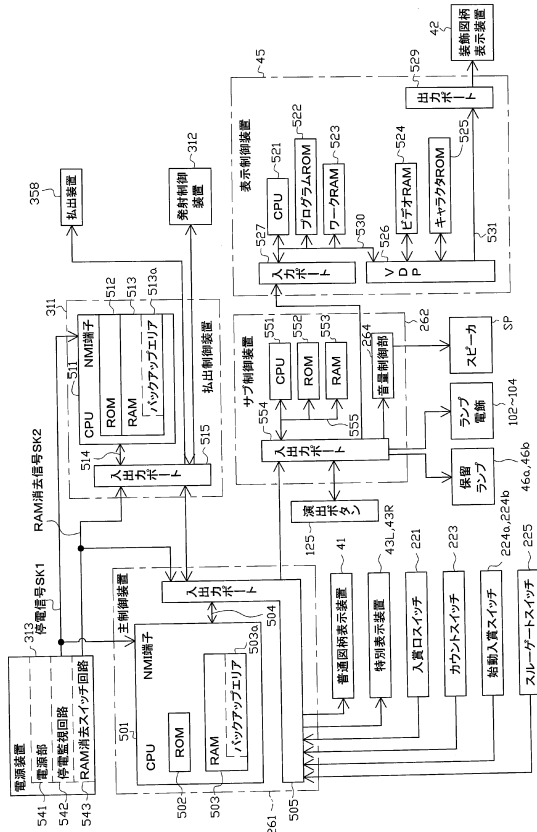 電源装置
313
電源部
541
停電監視回路
542
RAM消去スイッチ回路
543
停電信号SK1
RAM消去信号SK2
主制御装置
261
501
NMI端子
CPU
ROM
502
RAM
503
バックアップエリア
503a
504
入出力ポート
505
311
511
NMI端子
CPU
ROM
512
RAM
513
バックアップエリア
513a
514
入出力ポート
515
払出制御装置
358
払出装置
312
発射制御装置
サブ制御装置
262
CPU
551
ROM
552
RAM
553
554
入出力ポート
555
264
音量制御部
スピーカ
SP
ランプ電飾
102～104
保留ランプ
46a,46b
演出ボタン
125
表示制御装置
45
527
入力ポート
CPU
521
プログラムROM
522
ワークRAM
523
530
526
VDP
ビデオRAM
524
キャラクタROM
525
531
出力ポート
529
装飾図柄表示装置
42
普通図柄表示装置
41
特別表示装置
43L,43R
入賞口スイッチ
221
カウントスイッチ
223
始動入賞スイッチ
224a,224b
スルーゲートスイッチ
225